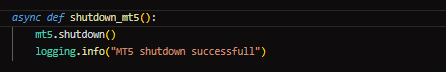 async def shutdown_mt5():
    mt5.shutdown()
    logging.info("MT5 shutdown successfull")